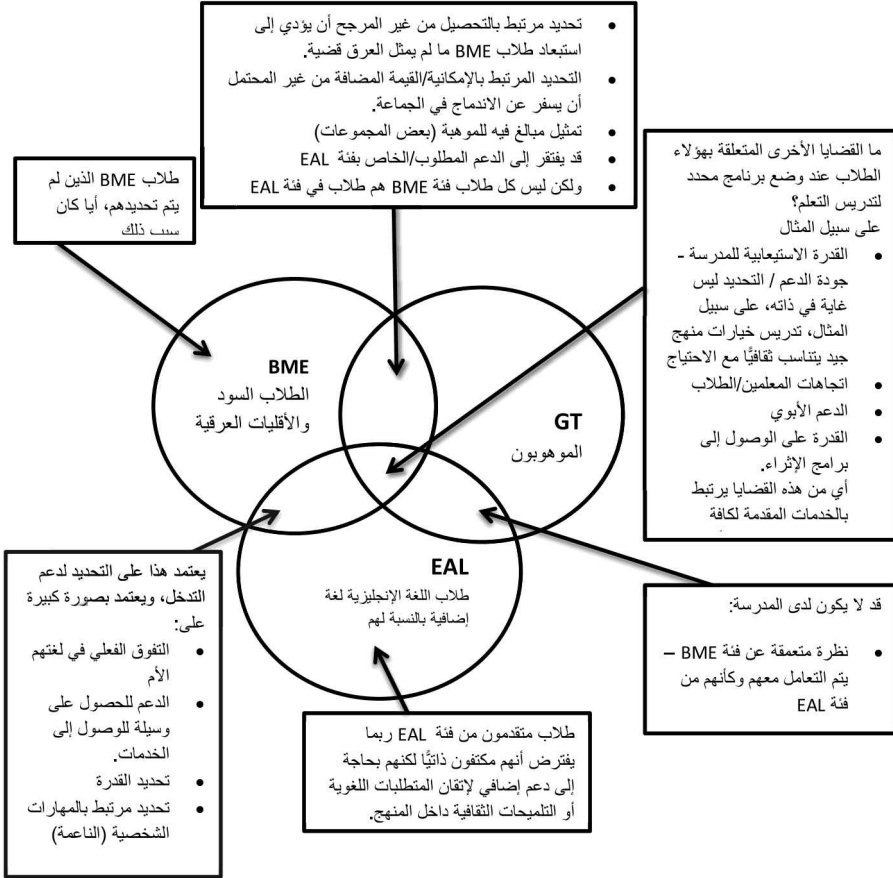 تحديد مرتبط بالتحصيل من غير المرجح أن يؤدي إلى
استبعاد طلاب BME ما لم يمثل العرق قضية.
التحديد المرتبط بالإمكانية/القيمة المضافة من غير المحتمل
أن يسفر عن الاندماج في الجماعة.
تمثيل مبالغ فيه للموهبة (بعض المجموعات)
قد يفتقر إلى الدعم المطلوب/الخاص بفئة EAL
ولكن ليس كل طلاب فئة BME هم طلاب في فئة EAL
ما القضايا الأخرى المتعلقة بهؤلاء
الطلاب عند وضع برنامج محدد
لتدريس التعلم؟
على سبيل المثال
القدرة الاستيعابية للمدرسة -
جودة الدعم / التحديد ليس
غاية في ذاته، على سبيل
المثال، تدريس خيارات منهج
جيد يتناسب ثقافيًّا مع الاحتياج
اتجاهات المعلمين/الطلاب
الدعم الأبوي
القدرة على الوصول إلى
برامج الإثراء.
أي من هذه القضايا يرتبط
بالخدمات المقدمة لكافة
طلاب BME الذين لم
يتم تحديدهم، أيا كان
سبب ذلك
BME
الطلاب السود
والأقليات العرقية
GT
الموهوبون
EAL
طلاب اللغة الإنجليزية لغة
إضافية بالنسبة لهم
قد لا يكون لدى المدرسة:
نظرة متعمقة عن فئة BME –
يتم التعامل معهم وكأنهم من
فئة EAL
يعتمد هذا على التحديد لدعم
التدخل، ويعتمد بصورة كبيرة
على:
التفوق الفعلي في لغتهم
الأم
الدعم للحصول على
وسيلة للوصول إلى
الخدمات.
تحديد القدرة
تحديد مرتبط بالمهارات
الشخصية (الناعمة)
طلاب متقدمون من فئة EAL ربما
يفترض أنهم مكتفون ذاتيًّا لكنهم بحاجة
إلى دعم إضافي لإتقان المتطلبات اللغوية
أو التلميحات الثقافية داخل المنهج.